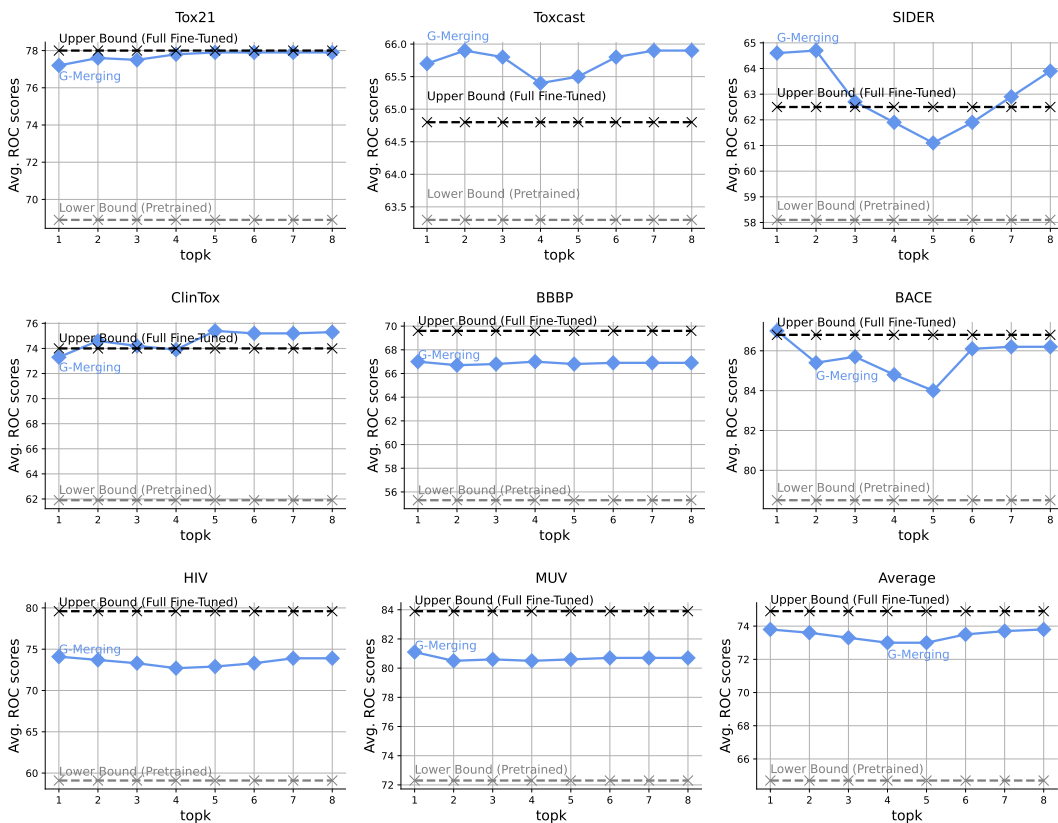 Tox21
Upper Bound (Full Fine-Tuned)
G-Merging
Lower Bound (Pretrained)
Avg. ROC scores
78
76
74
72
70
1 2 3 4 5 6 7 8
topk
Toxcast
G-Merging
Upper Bound (Full Fine-Tuned)
Lower Bound (Pretrained)
Avg. ROC scores
66.0
65.5
65.0
64.5
64.0
63.5
1 2 3 4 5 6 7 8
topk
SIDER
G-Merging
Upper Bound (Full Fine-Tuned)
Lower Bound (Pretrained)
Avg. ROC scores
65
64
63
62
61
60
59
58
1 2 3 4 5 6 7 8
topk
ClinTox
Upper Bound (Full Fine-Tuned)
G-Merging
Lower Bound (Pretrained)
Avg. ROC scores
76
74
72
70
68
66
64
62
1 2 3 4 5 6 7 8
topk
BBBP
Upper Bound (Full Fine-Tuned)
G-Merging
Lower Bound (Pretrained)
Avg. ROC scores
70
68
66
64
62
60
58
56
1 2 3 4 5 6 7 8
topk
BACE
Upper Bound (Full Fine-Tuned)
G-Merging
Lower Bound (Pretrained)
Avg. ROC scores
86
84
82
80
1 2 3 4 5 6 7 8
topk
HIV
Upper Bound (Full Fine-Tuned)
G-Merging
Lower Bound (Pretrained)
Avg. ROC scores
80
75
70
65
60
1 2 3 4 5 6 7 8
topk
MUV
Upper Bound (Full Fine-Tuned)
G-Merging
Lower Bound (Pretrained)
Avg. ROC scores
84
82
80
78
76
74
72
1 2 3 4 5 6 7 8
topk
Average
Upper Bound (Full Fine-Tuned)
G-Merging
Lower Bound (Pretrained)
Avg. ROC scores
74
72
70
68
66
1 2 3 4 5 6 7 8
topk